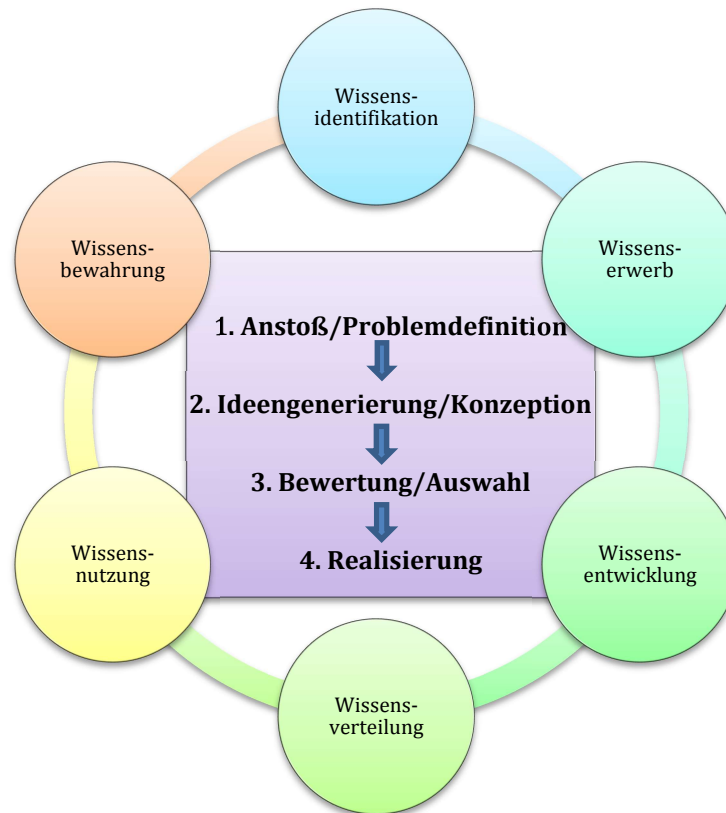 Wissens-
identifikation
Wissens-
erwerb
Wissens-
entwicklung
Wissens-
verteilung
Wissens-
nutzung
Wissens-
bewahrung
1. Anstoß/Problemdefinition
2. Ideengenerierung/Konzeption
3. Bewertung/Auswahl
4. Realisierung